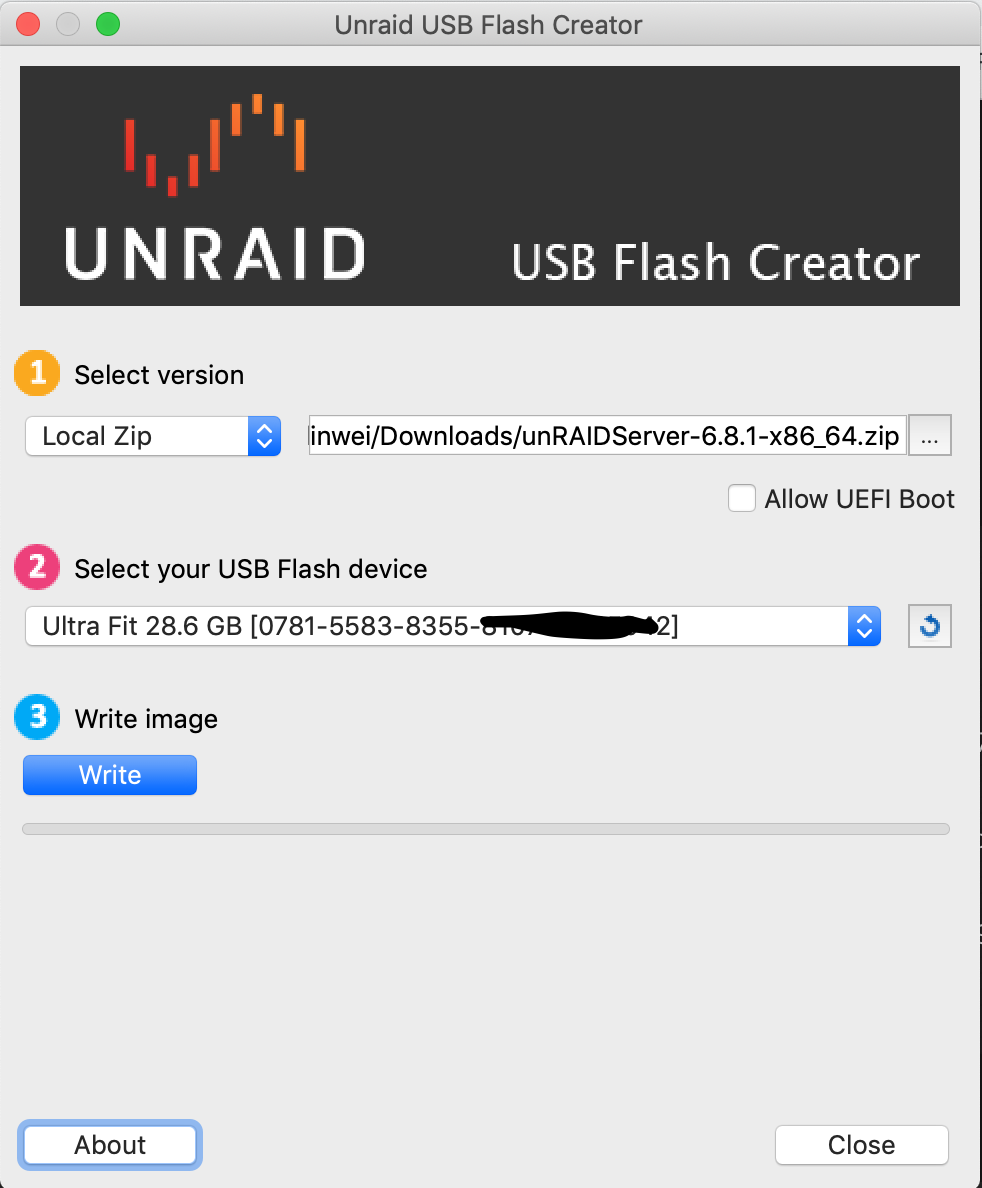 Unraid USB Flash Creator
UNRAID
USB Flash Creator
1 Select version
Local Zip
inwei/Downloads/unRAIDServer-6.8.1-x86_64.zip ...
Allow UEFI Boot
2 Select your USB Flash device
Ultra Fit 28.6 GB [0781-5583-8355- 2]
3 Write image
Write
About Close